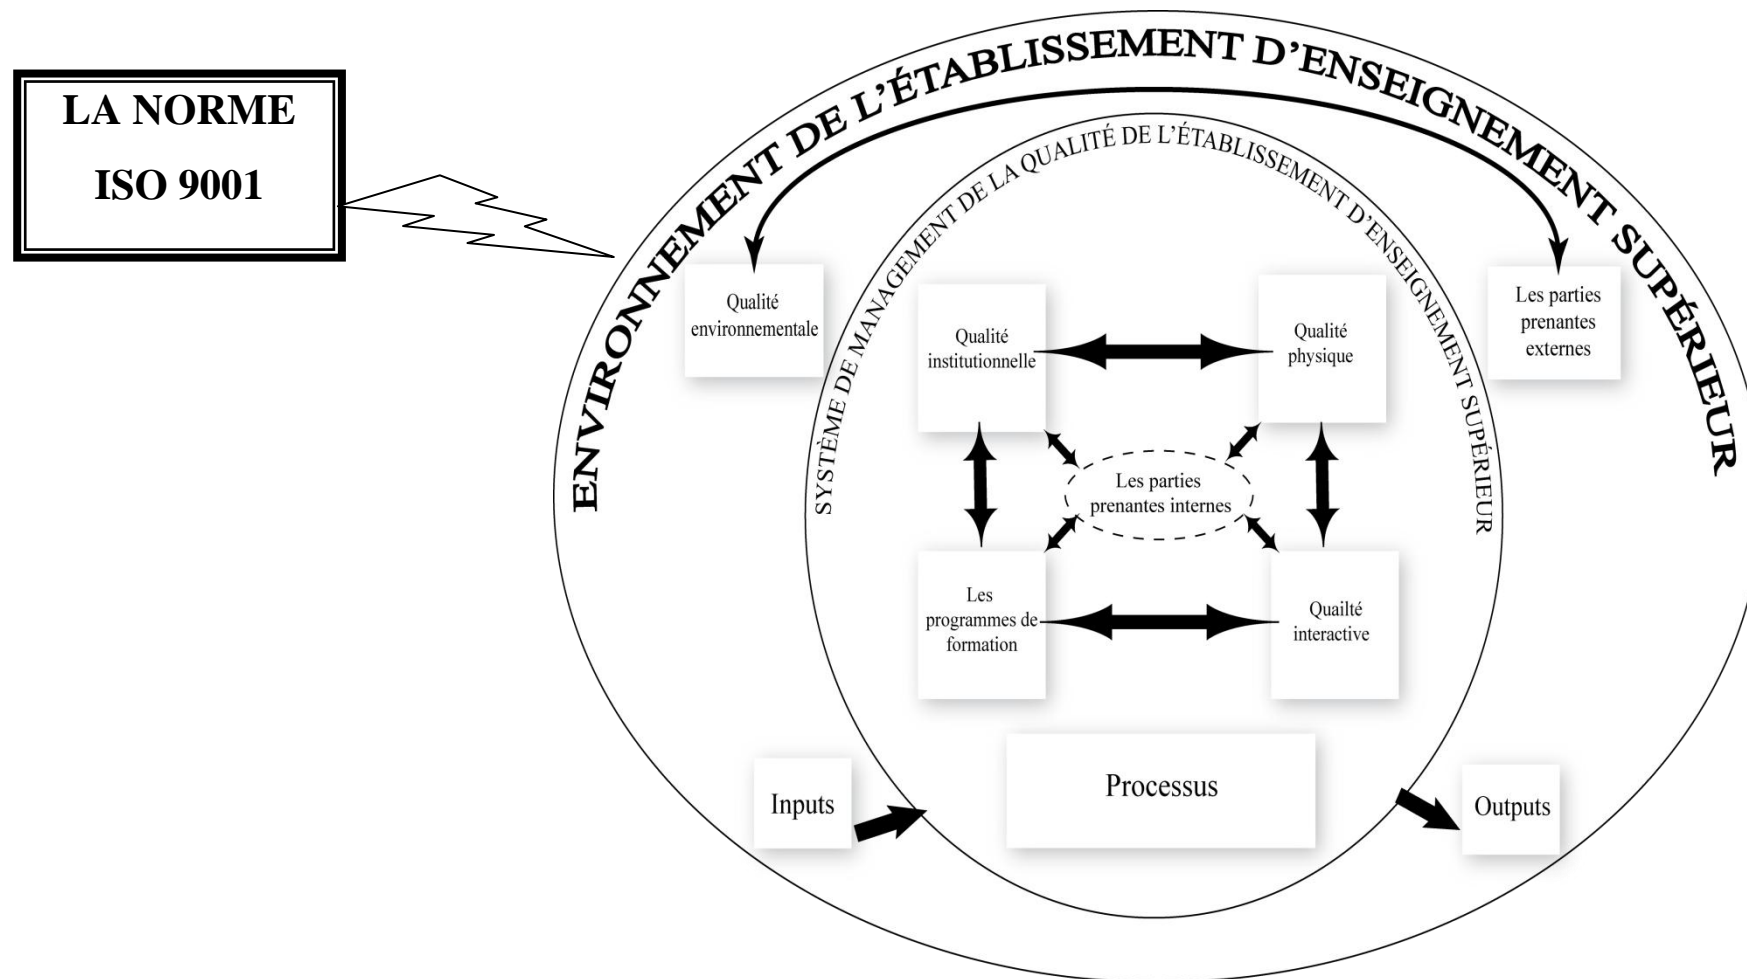 LA NORME
ISO 9001
ENVIRONNEMENT DE L'ÉTABLISSEMENT D'ENSEIGNEMENT SUPÉRIEUR
SYSTÈME DE MANAGEMENT DE LA QUALITÉ DE L'ÉTABLISSEMENT D'ENSEIGNEMENT SUPÉRIEUR
Qualité
environnementale
Les parties
prenantes
externes
Qualité
institutionnelle
Qualité
physique
Les parties
prenantes internes
Les
programmes de
formation
Quailté
interactive
Inputs
Processus
Outputs